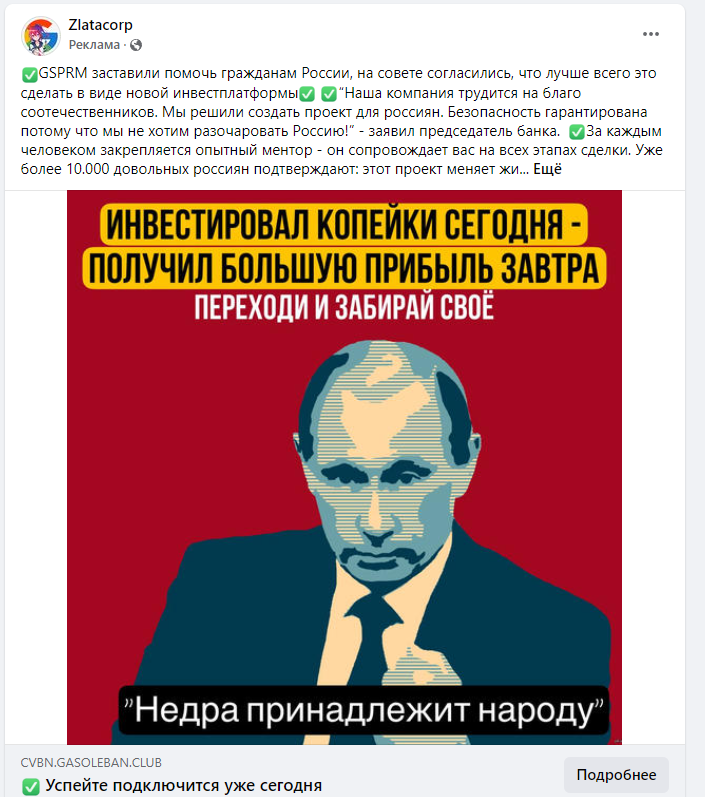 Zlatacorp
Реклама ·
✅GSPRM заставили помочь гражданам России, на совете согласились, что лучше всего это
сделать в виде новой инвестплатформы✅ ✅"Наша компания трудится на благо
соотечественников. Мы решили создать проект для россиян. Безопасность гарантирована
потому что мы не хотим разочаровать Россию!" - заявил председатель банка. ✅За каждым
человеком закрепляется опытный ментор - он сопровождает вас на всех этапах сделки. Уже
более 10.000 довольных россиян подтверждают: этот проект меняет жи... Ещё
ИНВЕСТИРОВАЛ КОПЕЙКИ СЕГОДНЯ -
ПОЛУЧИЛ БОЛЬШУЮ ПРИБЫЛЬ ЗАВТРА
ПЕРЕХОДИ И ЗАБИРАЙ СВОЁ
”Недра принадлежит народу”
CVBN.GASOLEBAN.CLUB
✅ Успейте подключится уже сегодня
Подробнее